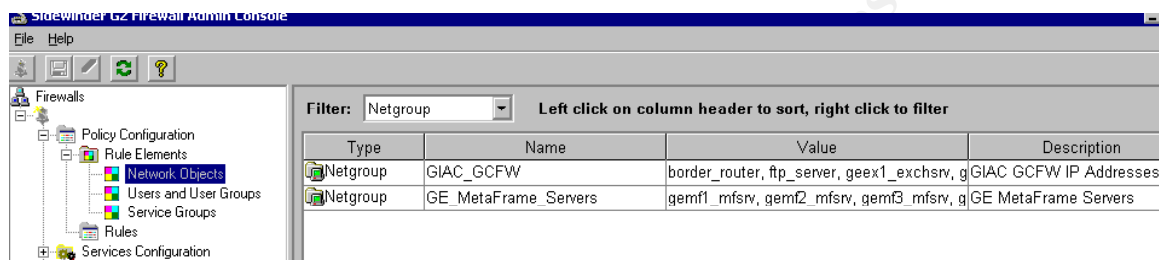 Sidewinder G2 Firewall Admin Console
File Help
Firewalls
Policy Configuration
Rule Elements
Network Objects
Users and User Groups
Service Groups
Rules
Services Configuration
Filter: Netgroup Left click on column header to sort, right click to filter
Type Name Value Description
Netgroup GIAC_GCFW border_router, ftp_server, geex1_exchsrv, g GIAC GCFW IP Addresses
Netgroup GE_MetaFrame_Servers gemf1_mfsrv, gemf2_mfsrv, gemf3_mfsrv, g GE MetaFrame Servers